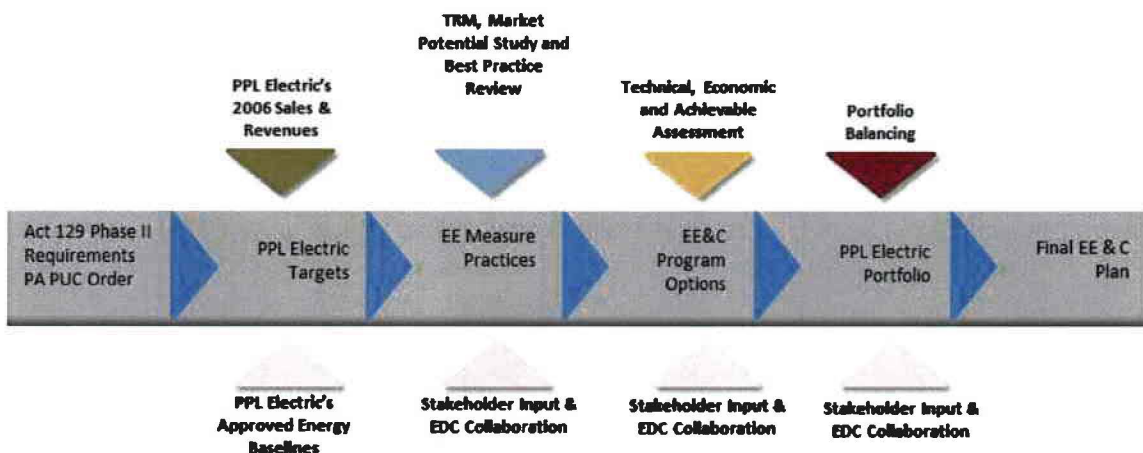 TRM, Market
Potential Study and
Best Practice
Review
PPL Electric's
2006 Sales &
Revenues
Technical, Economic
and Achievable
Assessment
Portfolio
Balancing
Act 129 Phase II
Requirements
PA PUC Order
PPL Electric
Targets
EE Measure
Practices
EE&C
Program
Options
PPL Electric
Portfolio
Final EE & C
Plan
PPL Electric's
Approved Energy
Baselines
Stakeholder Input &
EDC Collaboration
Stakeholder Input &
EDC Collaboration
Stakeholder Input &
EDC Collaboration